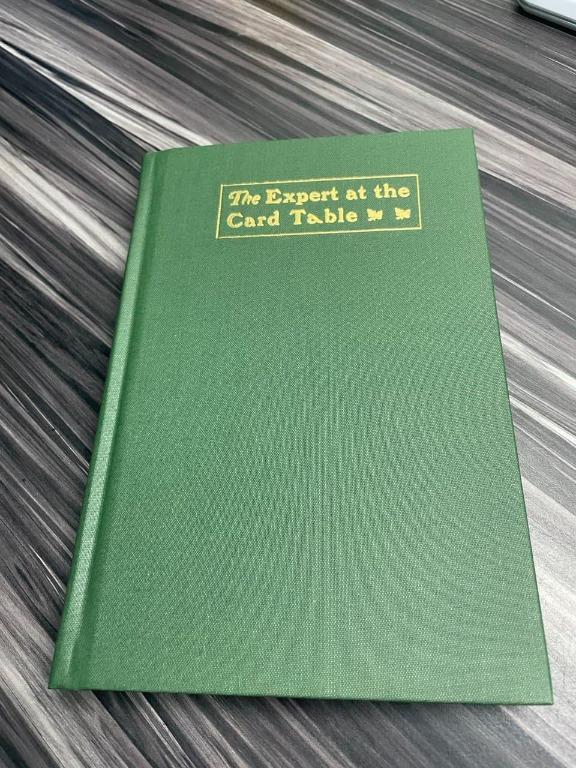 The Expert at the
Card Table